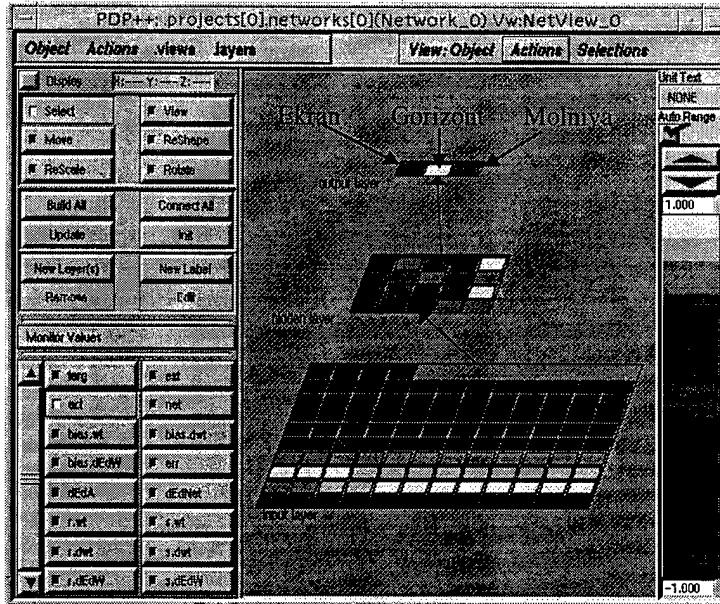 PDP++: .projects[0].networks[0](Network_0) Vw:NetView_0
Object Actions .views .layers View: Object Actions Selections
Display X:---Y:---Z:---
Select View
Move ReShape
ReScale Rotate
Build All Connect All
Update Init
New Layer(s) New Label
Remove Edit
Monitor Values
targ ext
act net
bias.wt bias.dwt
bias.dEdW err
dEdA dEdNet
r.wt s.wt
r.dwt s.dwt
r.dEdW s.dEdW
Ekran Gorizont Molniya
output layer
hidden layer
input layer
Unit Text
NONE
Auto Range
1.000
-1.000